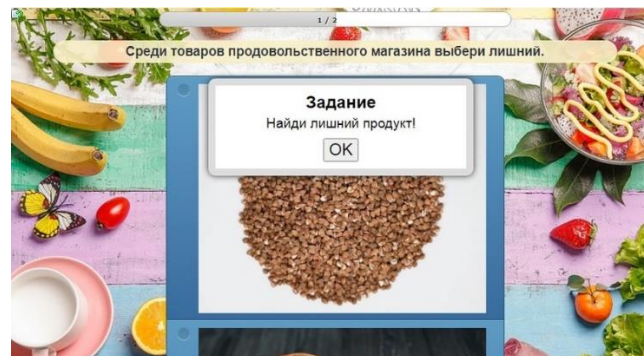 1 / 2
Среди товаров продовольственного магазина выбери лишний.
Задание
Найди лишний продукт!
OK